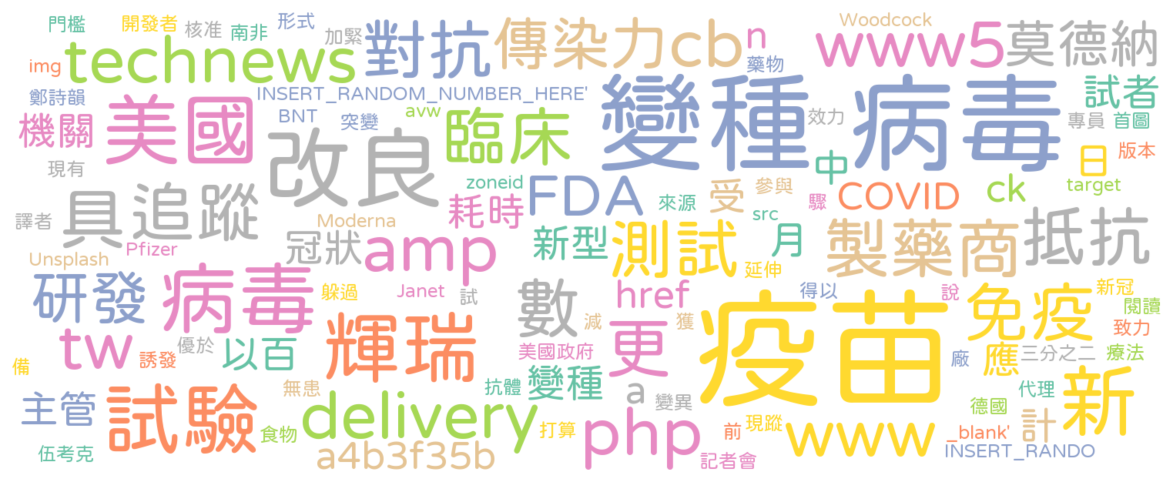 門檻 開發者 核准 南非 形式 加緊 對抗 傳染力 cb n www5 莫德納 Woodcock
img technews 藥物 試者
鄭詩韻 INSERT_RANDOM_NUMBER_HERE' 變種 病毒
機關 美國 BNT 突變 avw 臨床 效力 中 日 專員 首圖 版本
現有 改良 zoneid FDA 來源 受 參與 驟 COVID ck target
譯者 具追蹤 Moderna 耗時 src
Unsplash Pfizer 冠狀 amp 新型 測試 月 製藥商 抵抗
研發 病毒 躲過 Janet 試 數 href 延伸 得以 說 免疫 新冠 閱讀
tw 誘發 優於 以百 輝瑞 減 獲 更 疫苗 致力
備 美國政府 廠 應 三分之二 療法
主管 試驗 無患 抗體 變種 a 變異 德國 代理 新
食物 delivery 打算 php 前 現蹤 www _blank' 計
伍考克 a4b3f35b 記者會 INSERT_RANDO